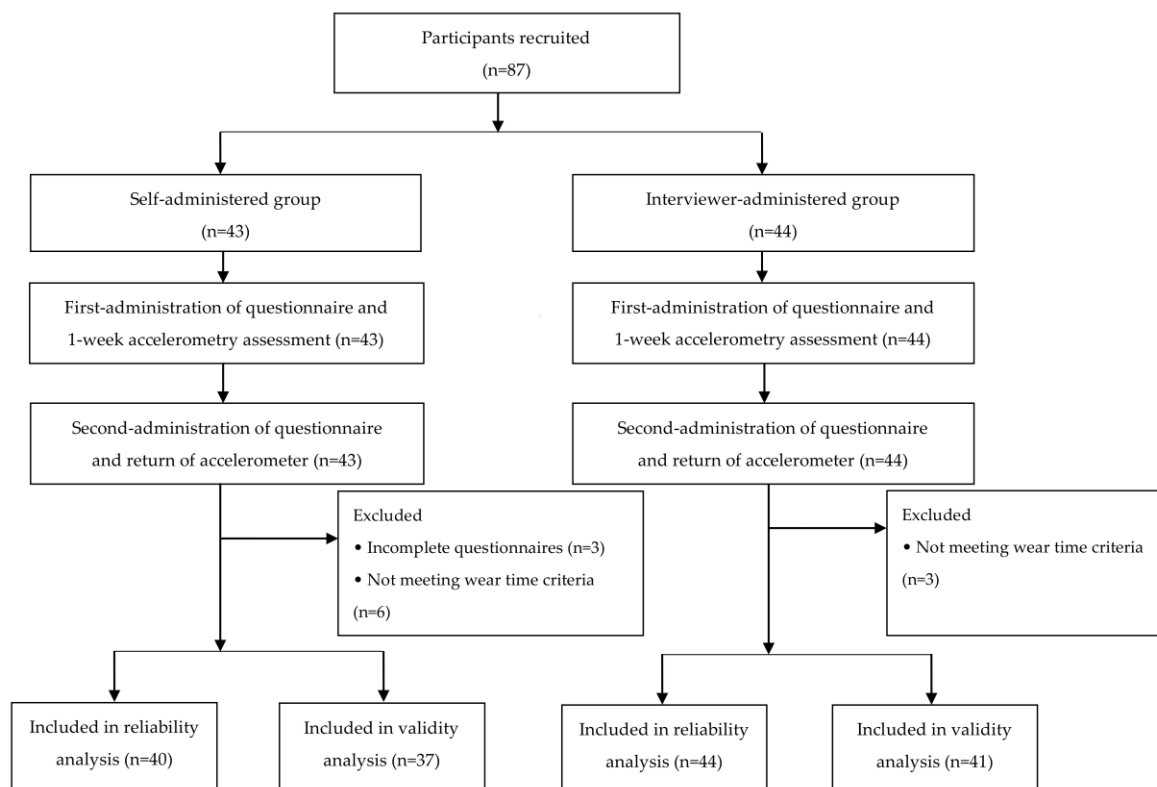 Participants recruited
(n=87)
Self-administered group
(n=43)
Interviewer-administered group
(n=44)
First-administration of questionnaire and
1-week accelerometry assessment (n=43)
First-administration of questionnaire and
1-week accelerometry assessment (n=44)
Second-administration of questionnaire
and return of accelerometer (n=43)
Second-administration of questionnaire
and return of accelerometer (n=44)
Excluded
• Incomplete questionnaires (n=3)
• Not meeting wear time criteria
(n=6)
Excluded
• Not meeting wear time criteria
(n=3)
Included in reliability
analysis (n=40)
Included in validity
analysis (n=37)
Included in reliability
analysis (n=44)
Included in validity
analysis (n=41)